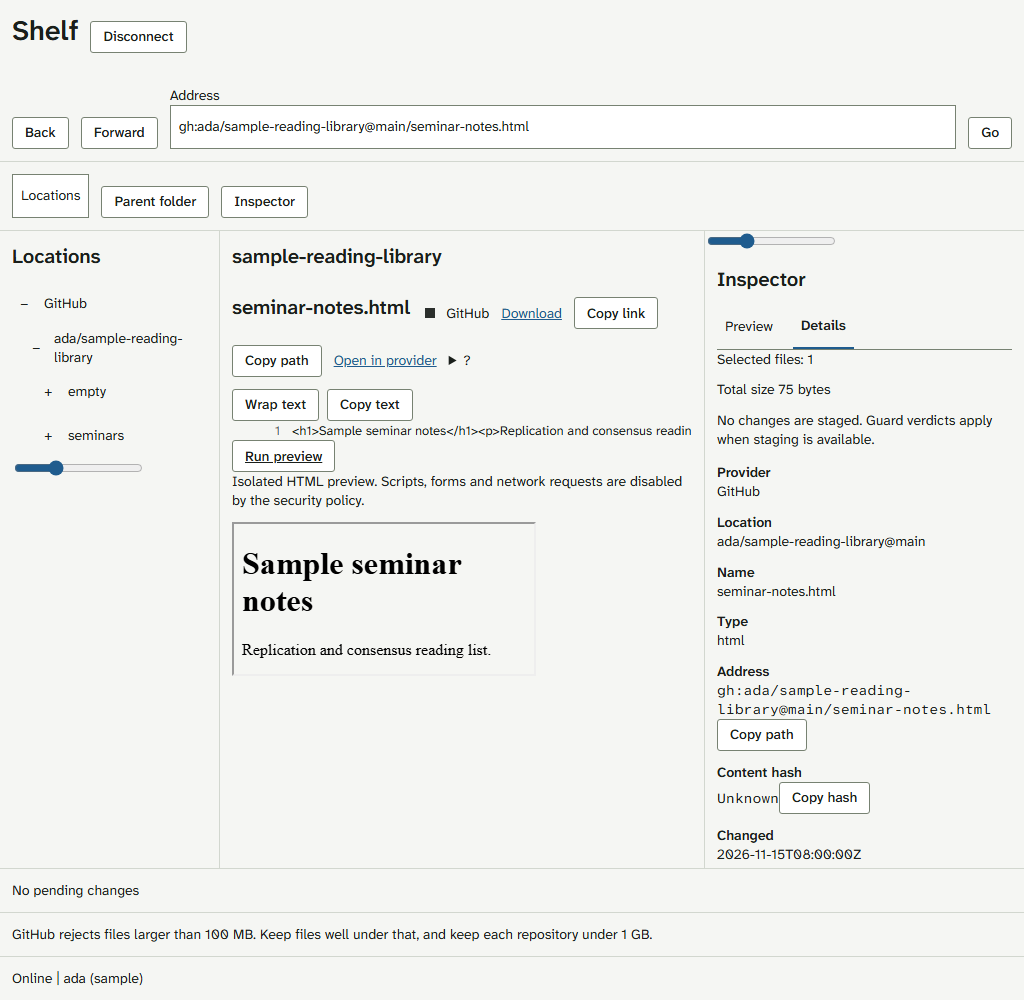 Shelf
Disconnect
Address
Back
Forward
gh:ada/sample-reading-library@main/seminar-notes.html
Go
Locations
Parent folder
Inspector
Locations
− GitHub
− ada/sample-reading-
library
+ empty
+ seminars
sample-reading-library
seminar-notes.html
GitHub
Download
Copy link
Copy path
Open in provider
?
Wrap text
Copy text
1 <h1>Sample seminar notes</h1><p>Replication and consensus readin
Run preview
Isolated HTML preview. Scripts, forms and network requests are disabled
by the security policy.
Sample seminar
notes
Replication and consensus reading list.
Inspector
Preview
Details
Selected files: 1
Total size 75 bytes
No changes are staged. Guard verdicts apply
when staging is available.
Provider
GitHub
Location
ada/sample-reading-library@main
Name
seminar-notes.html
Type
html
Address
gh:ada/sample-reading-
library@main/seminar-notes.html
Copy path
Content hash
Unknown
Copy hash
Changed
2026-11-15T08:00:00Z
No pending changes
GitHub rejects files larger than 100 MB. Keep files well under that, and keep each repository under 1 GB.
Online | ada (sample)